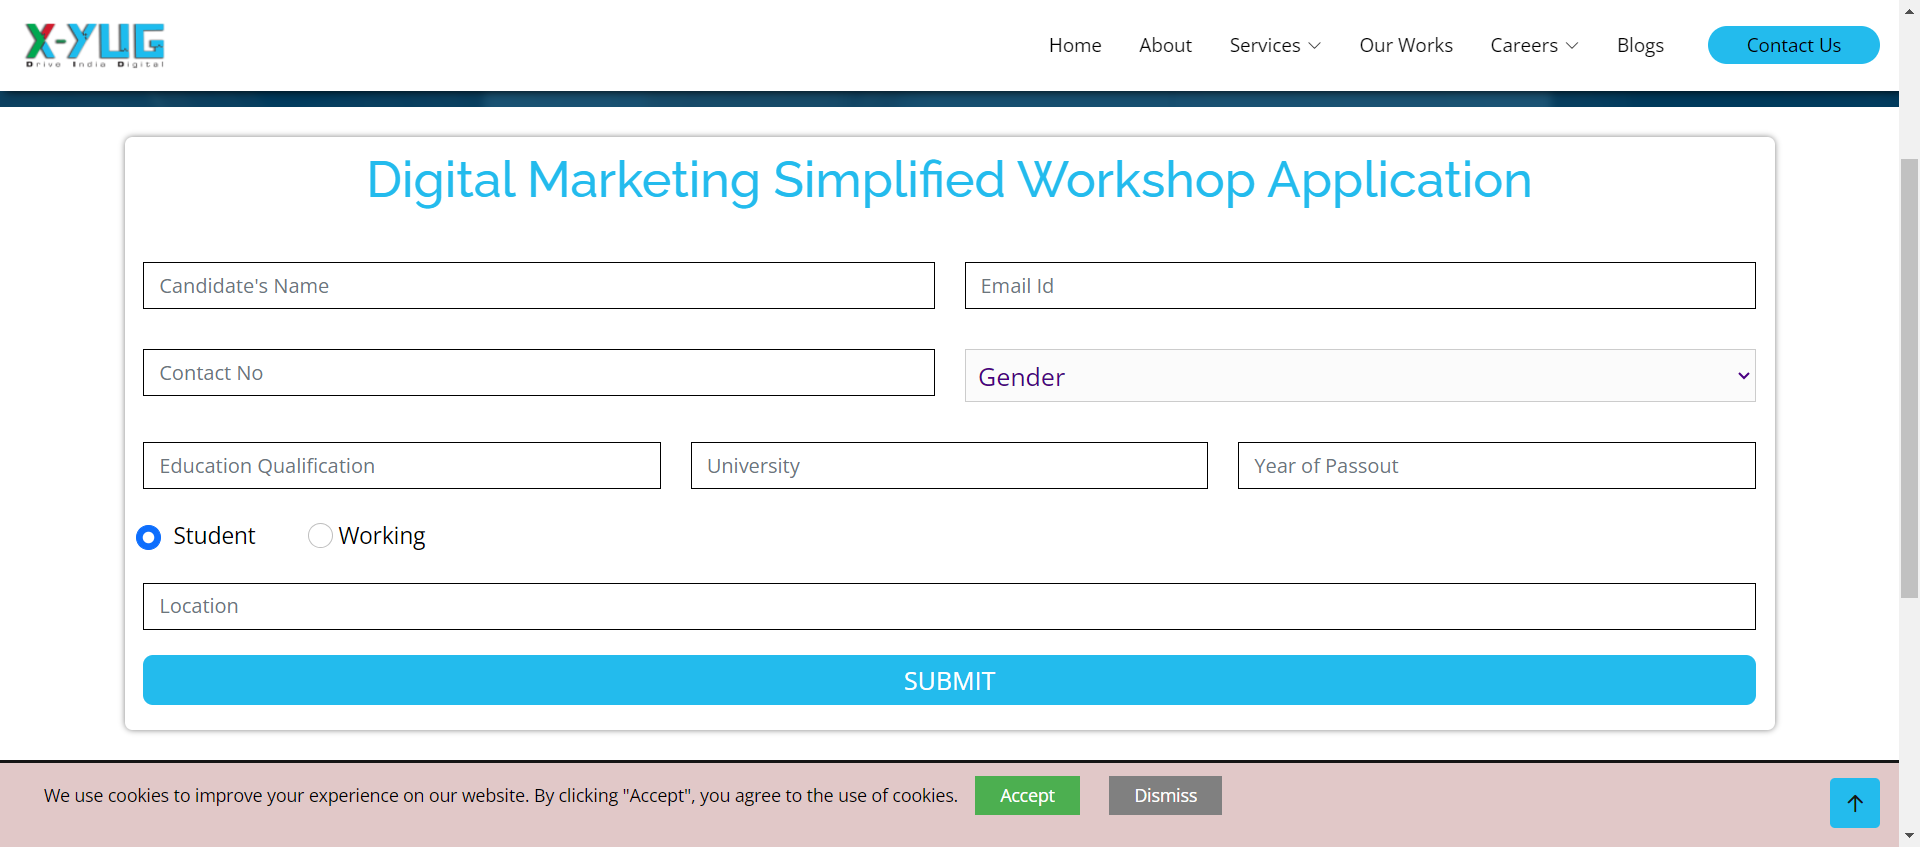 X-YUG
Drive India Digital
Home About Services Our Works Careers Blogs Contact Us
Digital Marketing Simplified Workshop Application
Candidate's Name Email Id
Contact No Gender
Education Qualification University Year of Passout
Student Working
Location
SUBMIT
We use cookies to improve your experience on our website. By clicking "Accept", you agree to the use of cookies. Accept Dismiss